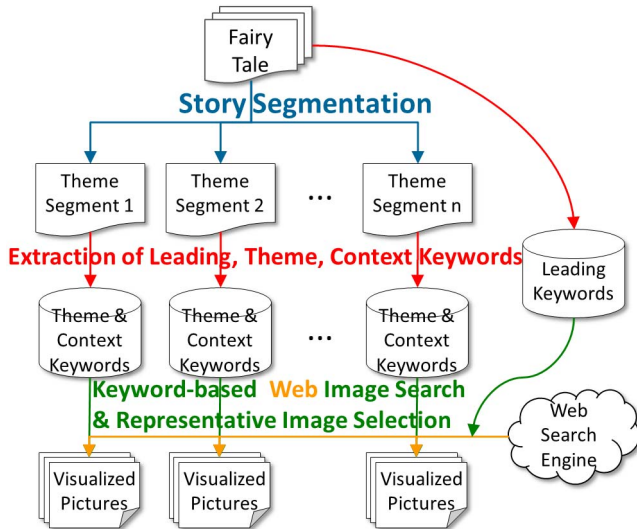 Fairy
Tale
Story Segmentation
Theme
Segment 1
Theme
Segment 2
...
Theme
Segment n
Extraction of Leading, Theme, Context Keywords
Leading
Keywords
Theme &
Context
Keywords
Theme &
Context
Keywords
...
Theme &
Context
Keywords
Keyword-based Web Image Search
& Representative Image Selection
Web
Search
Engine
Visualized
Pictures
Visualized
Pictures
Visualized
Pictures